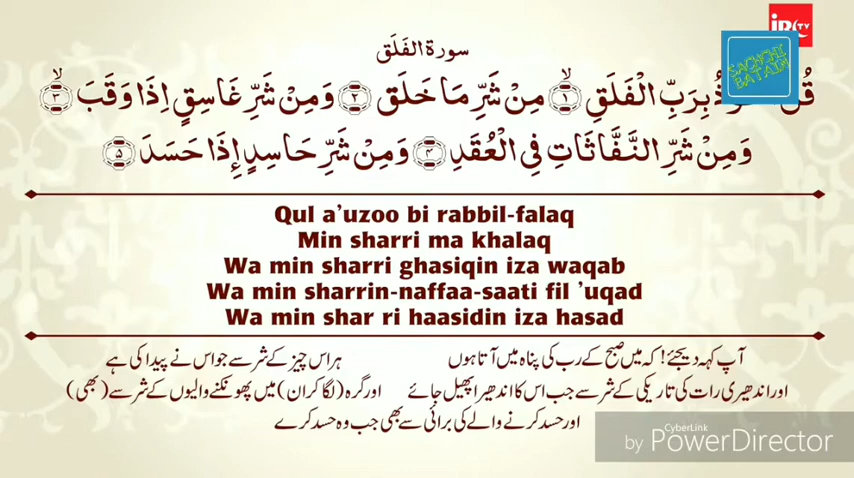 IRC TV
SACHCHI
BATAIN
سورة الفلق
قُلْ بِرَبِّ الْفَلَقِ ۝١ مِنْ شَرِّ مَا خَلَقَ ۝٢ وَمِنْ شَرِّ غَاسِقٍ إِذَا وَقَبَ ۝٣
وَمِنْ شَرِّ النَّفَّاثَاتِ فِي الْعُقَدِ ۝٤ وَمِنْ شَرِّ حَاسِدٍ إِذَا حَسَدَ ۝٥
Qul a’uzoo bi rabbil-falaq
Min sharri ma khalaq
Wa min sharri ghasiqin iza waqab
Wa min sharrin-naffaa-saati fil ’uqad
Wa min shar ri haasidin iza hasad
آپ کہہ دیجئے! کہ میں صبح کے رب کی پناہ میں آتا ہوں ہر اس چیز کے شر سے جو اس نے پیدا کی ہے
اور اندھیری رات کی تاریکی کے شر سے جب اس کا اندھیرا پھیل جائے اور گرہ (لگا کر ان) میں پھونکنے والیوں کے شر سے (بھی)
اور حسد کرنے والے کی برائی سے بھی جب وہ حسد کرے
CyberLink
by PowerDirector